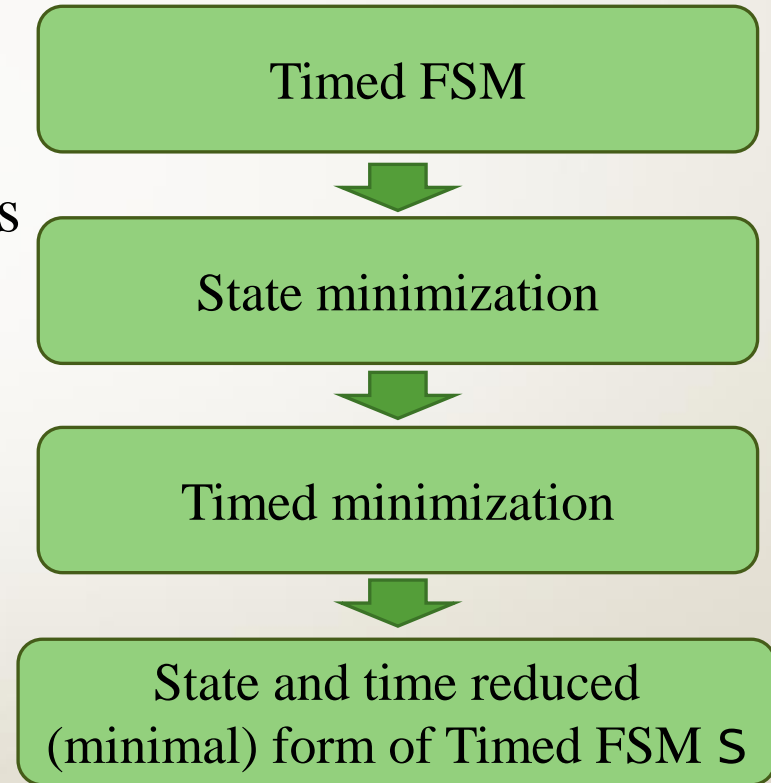 Timed FSM
s
State minimization
Timed minimization
State and time reduced
(minimal) form of Timed FSM S